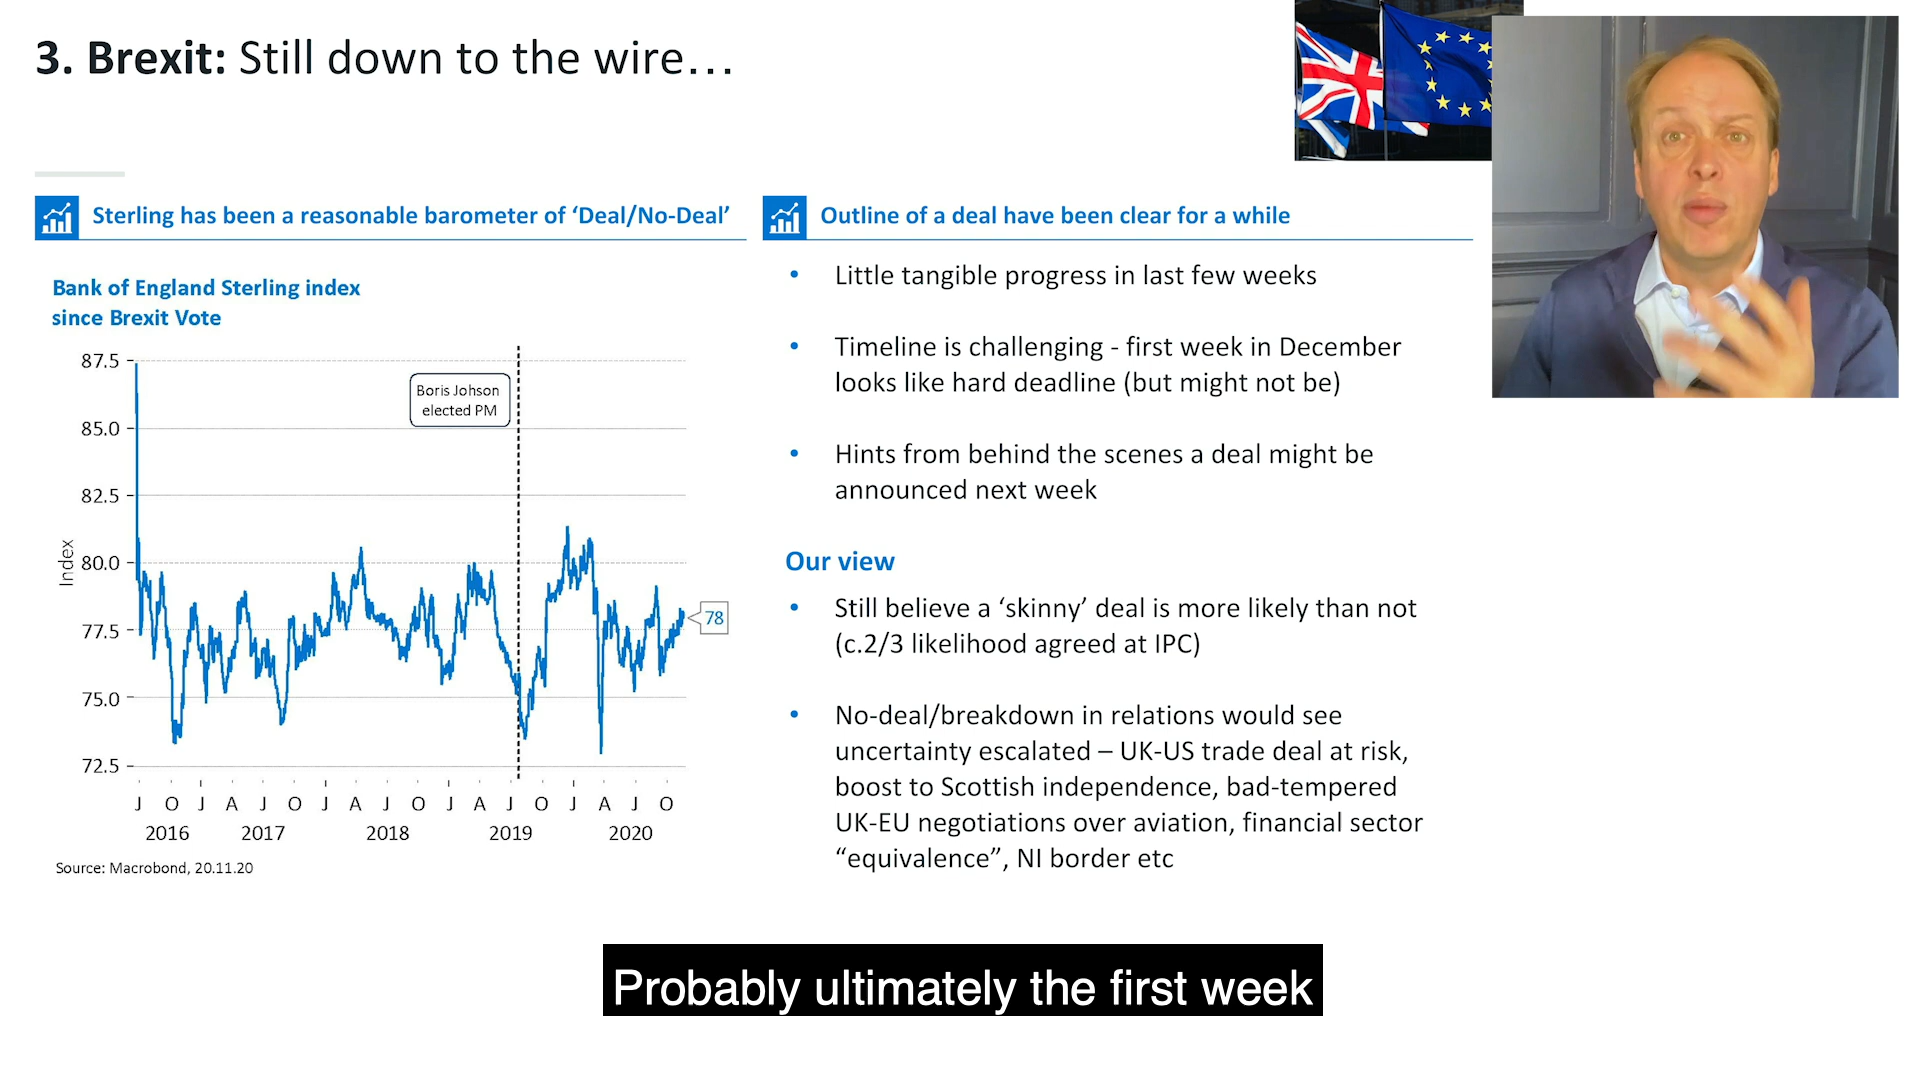 3. Brexit: Still down to the wire...
Sterling has been a reasonable barometer of ‘Deal/No-Deal’
Bank of England Sterling index
since Brexit Vote
87.5
85.0
82.5
80.0
77.5
75.0
72.5
Index
Boris Johson
elected PM
78
J O J A J O J A J O J A J O J A J O
2016 2017 2018 2019 2020
Source: Macrobond, 20.11.20
Outline of a deal have been clear for a while
• Little tangible progress in last few weeks
• Timeline is challenging - first week in December
looks like hard deadline (but might not be)
• Hints from behind the scenes a deal might be
announced next week
Our view
• Still believe a ‘skinny’ deal is more likely than not
(c.2/3 likelihood agreed at IPC)
• No-deal/breakdown in relations would see
uncertainty escalated – UK-US trade deal at risk,
boost to Scottish independence, bad-tempered
UK-EU negotiations over aviation, financial sector
“equivalence”, NI border etc
Probably ultimately the first week